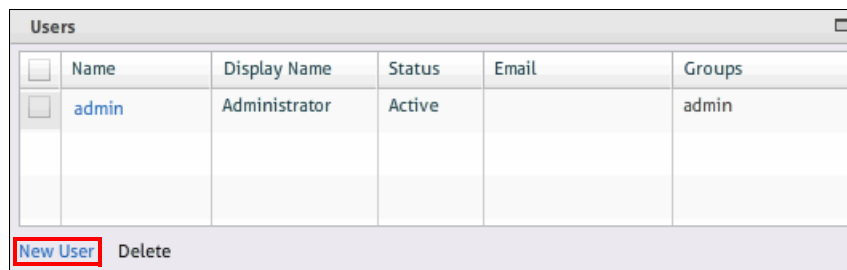 Users
Name Display Name Status Email Groups
admin Administrator Active admin
New User Delete